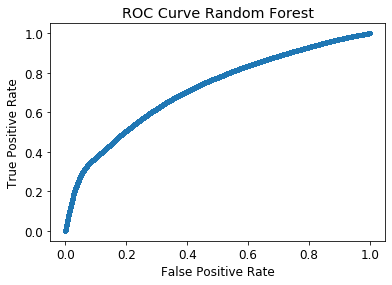 ROC Curve Random Forest
True Positive Rate
1.0
0.8
0.6
0.4
0.2
0.0
0.0 0.2 0.4 0.6 0.8 1.0
False Positive Rate